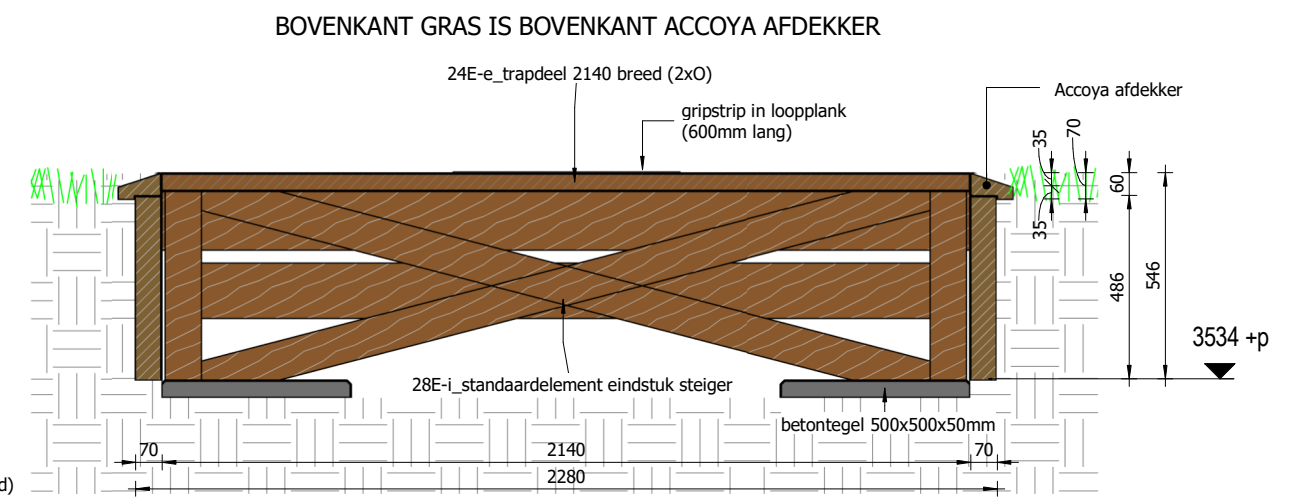 BOVENKANT GRAS IS BOVENKANT ACCOYA AFDEKKER
24E-e_trapdeel 2140 breed (2xO)
gripstrip in loopplank
(600mm lang)
Accoya afdekker
35
70
60
35
486
546
3534 +p
28E-i_standaardelement eindstuk steiger
betontegel 500x500x50mm
70
2140
70
2280
d)